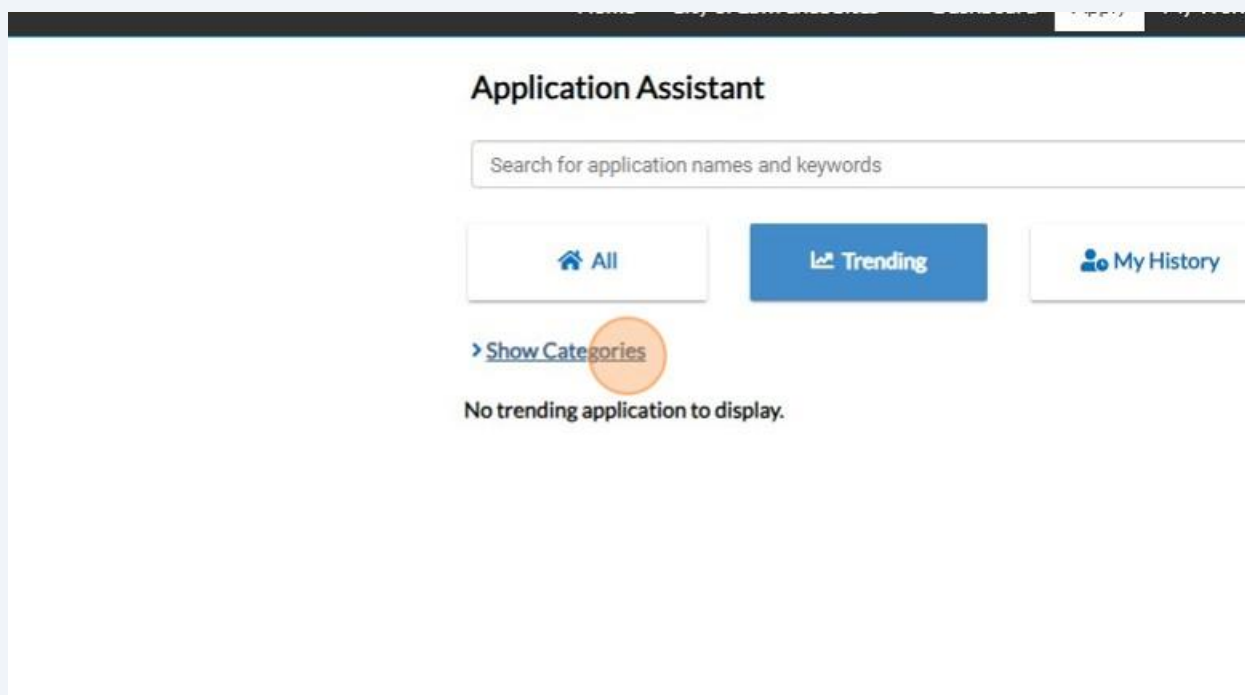 Application Assistant
Search for application names and keywords
All
Trending
My History
Show Categories
No trending application to display.